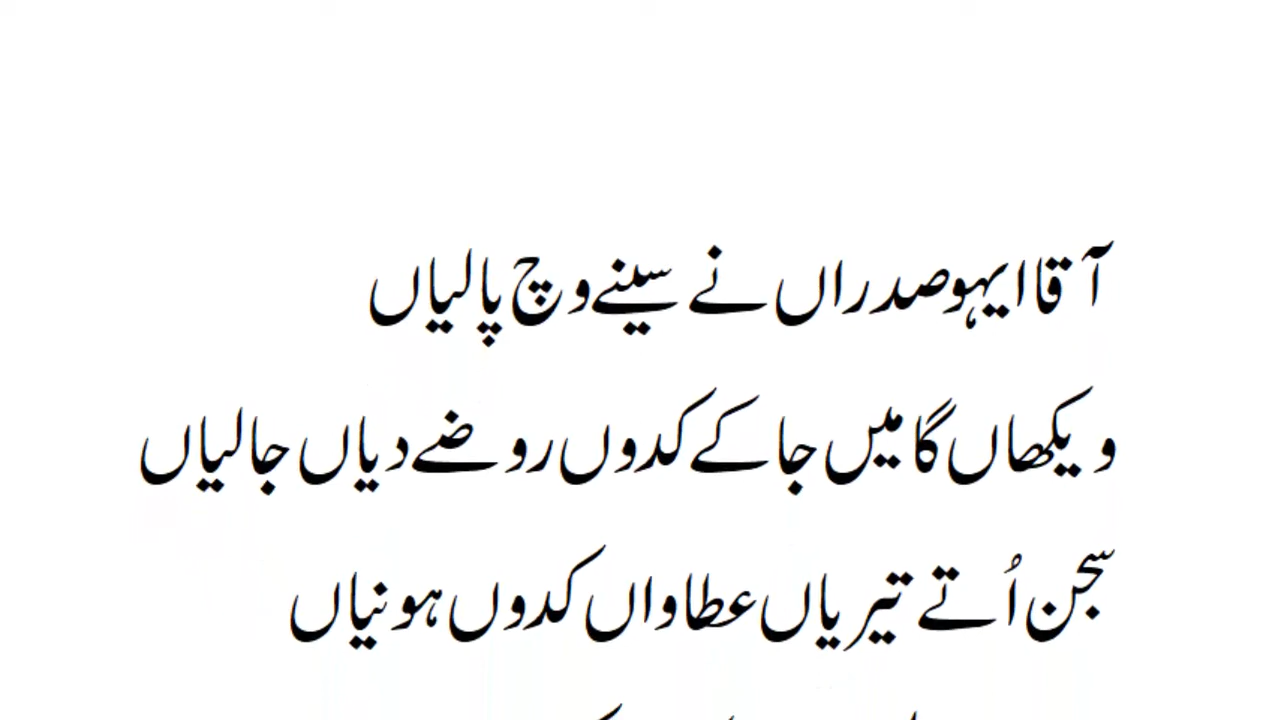 آقا ایہو صدراں نے سینے وچ پالیاں
ویکھاں گا میں جا کے کدوں روضے دیاں جالیاں
سجن اُتے تیریاں عطاواں کدوں ہونیاں